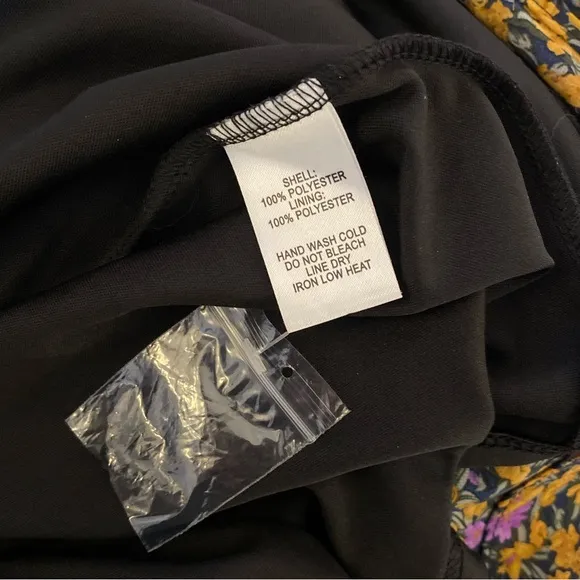 SHELL:
100% POLYESTER
LINING:
100% POLYESTER
HAND WASH COLD
DO NOT BLEACH
LINE DRY
IRON LOW HEAT